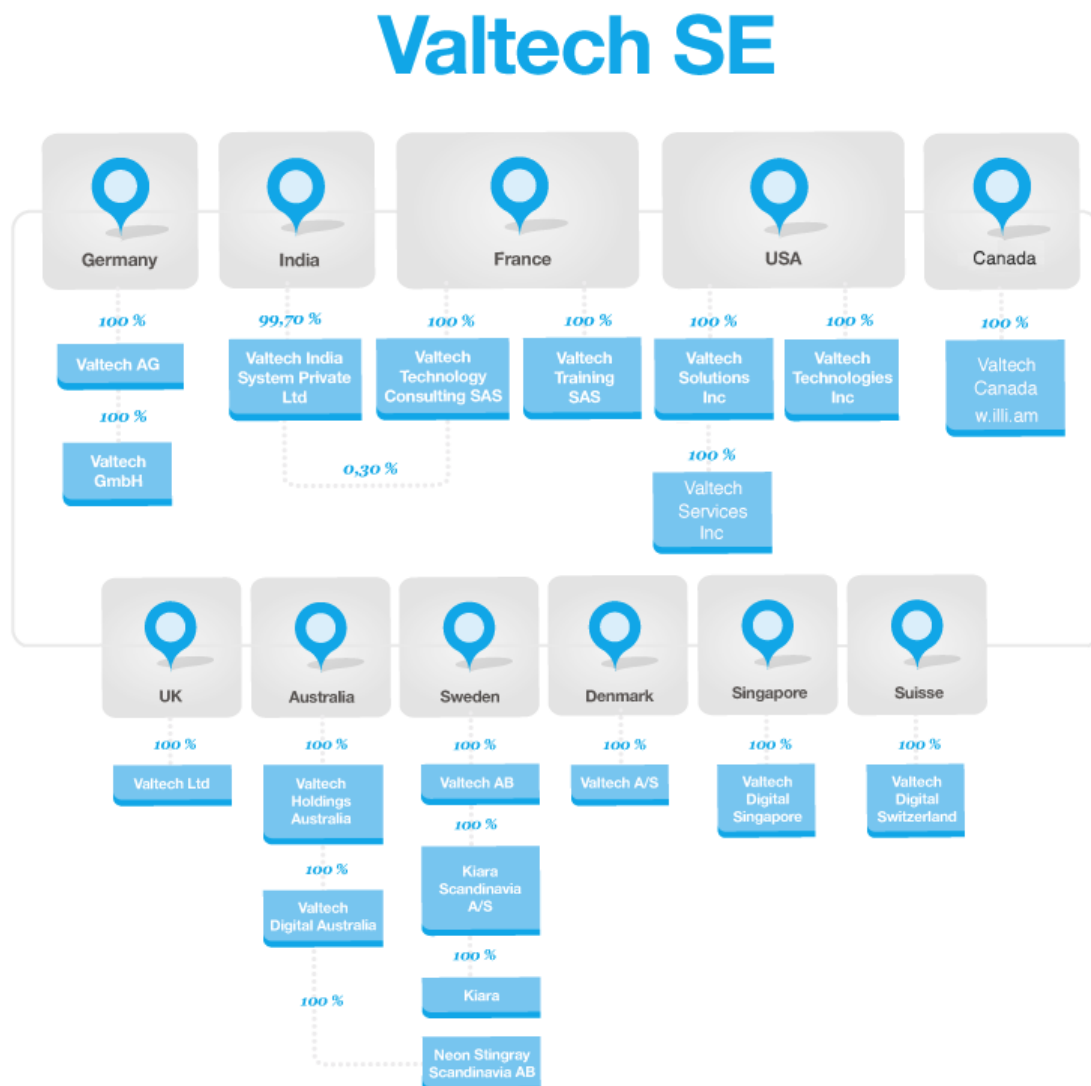 Valtech SE
Germany
India
France
USA
Canada
100 %
99,70 %
100 %
100 %
100 %
100 %
100 %
Valtech AG
Valtech India
System Private
Ltd
Valtech
Technology
Consulting SAS
Valtech
Training
SAS
Valtech
Solutions
Inc
Valtech
Technologies
Inc
Valtech
Canada
w.illi.am
100 %
Valtech
GmbH
0,30 %
100 %
Valtech
Services
Inc
UK
Australia
Sweden
Denmark
Singapore
Suisse
100 %
100 %
100 %
100 %
100 %
100 %
Valtech Ltd
Valtech
Holdings
Australia
Valtech AB
Valtech A/S
Valtech
Digital
Singapore
Valtech
Digital
Switzerland
100 %
Kiara
Scandinavia
A/S
100 %
Valtech
Digital Australia
100 %
Kiara
100 %
Neon Stingray
Scandinavia AB